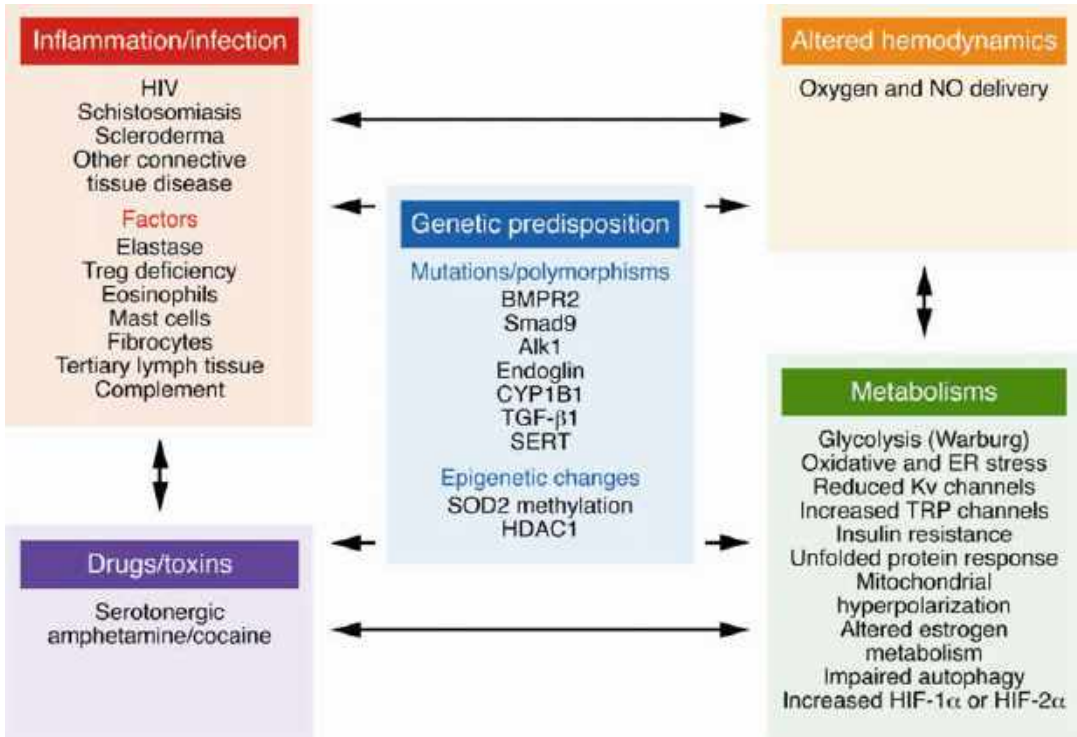 Inflammation/infection
HIV
Schistosomiasis
Scleroderma
Other connective
tissue disease
Factors
Elastase
Treg deficiency
Eosinophils
Mast cells
Fibrocytes
Tertiary lymph tissue
Complement
Altered hemodynamics
Oxygen and NO delivery
Genetic predisposition
Mutations/polymorphisms
BMPR2
Smad9
Alk1
Endoglin
CYP1B1
TGF-β1
SERT
Epigenetic changes
SOD2 methylation
HDAC1
Drugs/toxins
Serotonergic
amphetamine/cocaine
Metabolisms
Glycolysis (Warburg)
Oxidative and ER stress
Reduced Kv channels
Increased TRP channels
Insulin resistance
Unfolded protein response
Mitochondrial
hyperpolarization
Altered estrogen
metabolism
Impaired autophagy
Increased HIF-1α or HIF-2α